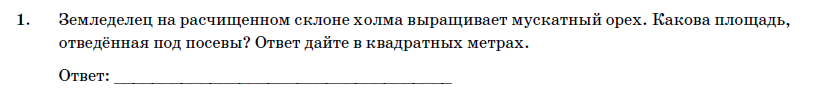 1. Земледелец на расчищенном склоне холма выращивает мускатный орех. Какова площадь,
отведённая под посевы? Ответ дайте в квадратных метрах.
Ответ: